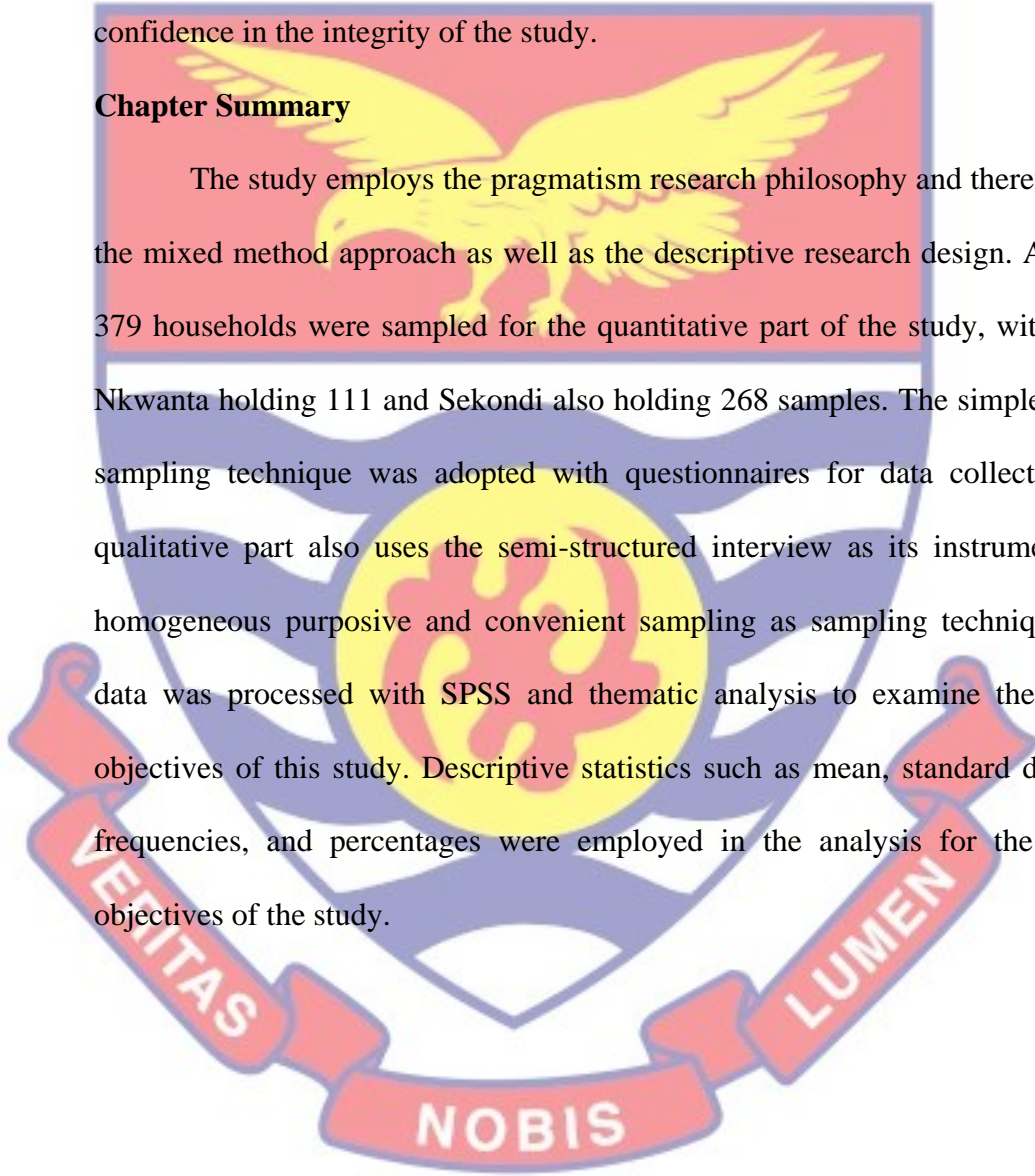 confidence in the integrity of the study.
Chapter Summary
The study employs the pragmatism research philosophy and there
the mixed method approach as well as the descriptive research design. A
379 households were sampled for the quantitative part of the study, wit
Nkwanta holding 111 and Sekondi also holding 268 samples. The simple
sampling technique was adopted with questionnaires for data collect
qualitative part also uses the semi-structured interview as its instrume
homogeneous purposive and convenient sampling as sampling techniq
data was processed with SPSS and thematic analysis to examine the
objectives of this study. Descriptive statistics such as mean, standard d
frequencies, and percentages were employed in the analysis for the
objectives of the study.
VERITAS
NOBIS
LUMEN